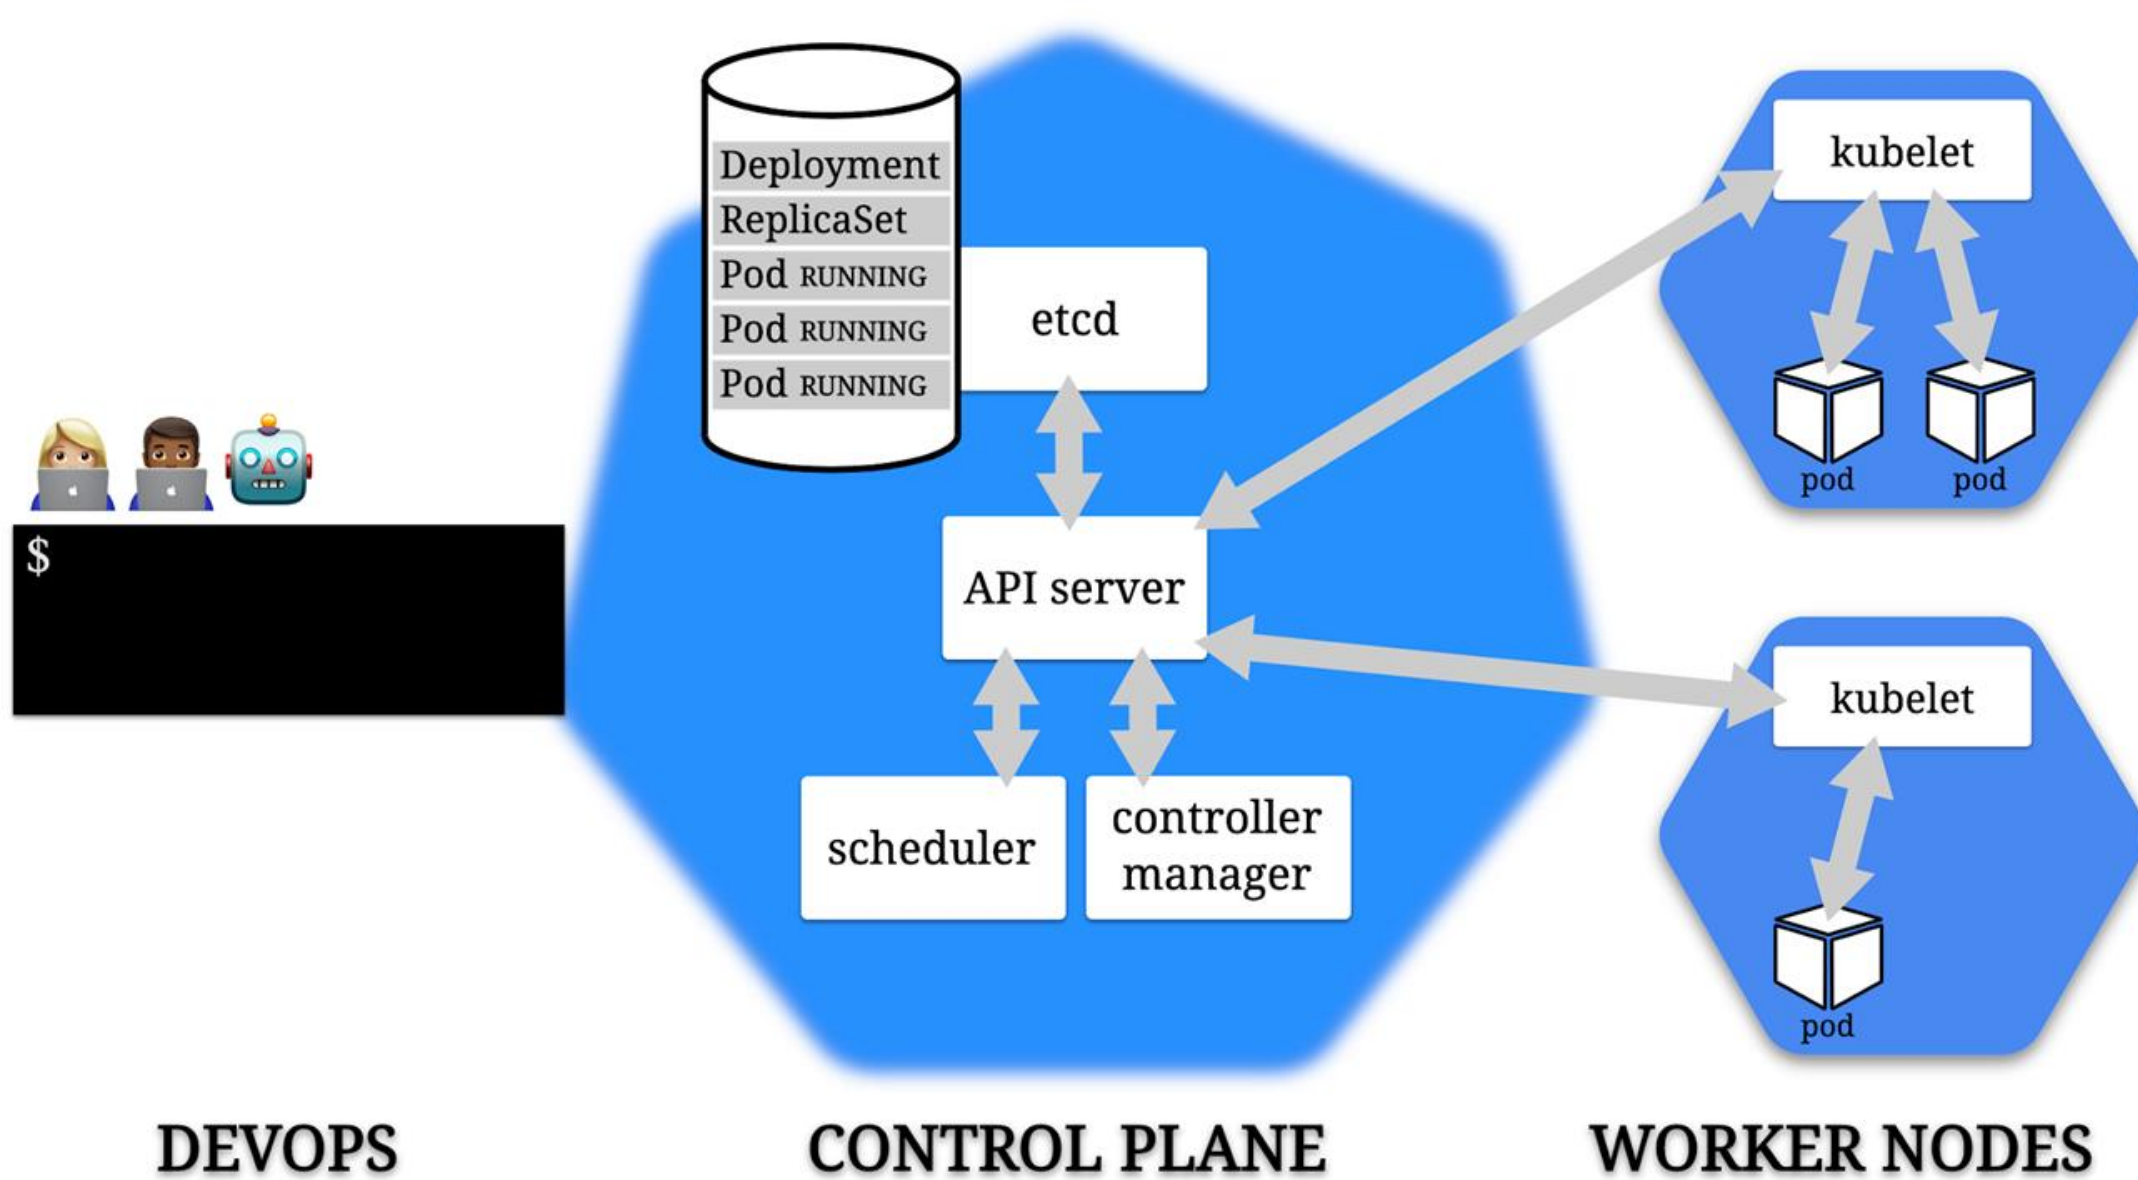 Deployment
ReplicaSet
Pod RUNNING
Pod RUNNING
Pod RUNNING
etcd
API server
scheduler
controller
manager
$
kubelet
pod
pod
kubelet
pod
DEVOPS
CONTROL PLANE
WORKER NODES